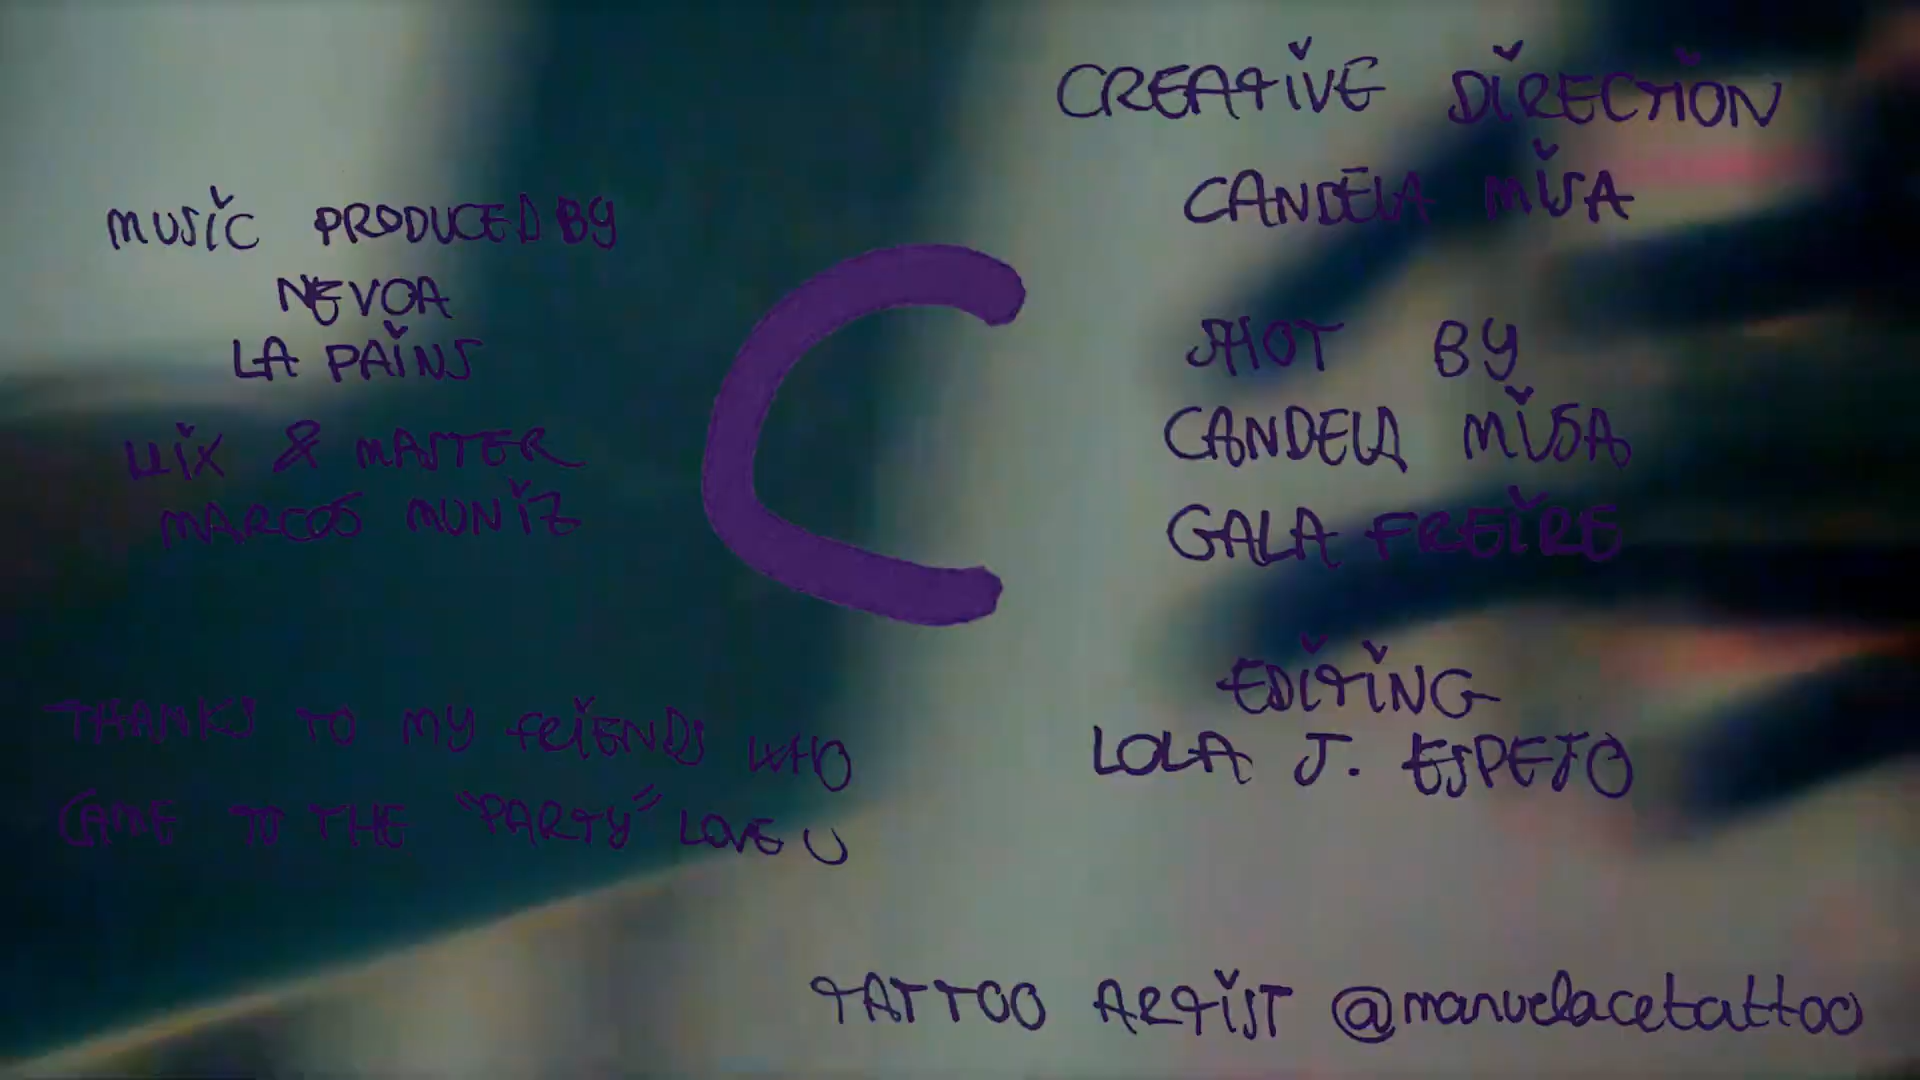 MUSIC PRODUCED BY
NEVOA
LA PAINS
MIX & MASTER
MARCOS MUNIZ
THANKS TO MY FRIENDS WHO
CAME TO THE "PARTY" LOVE U
C
CREATIVE DIRECTION
CANDELA MISA
SHOT BY
CANDELA MISA
GALA FREIRE
EDITING
LOLA J. ESPEJO
TATTOO ARTIST @manuelacetattoo